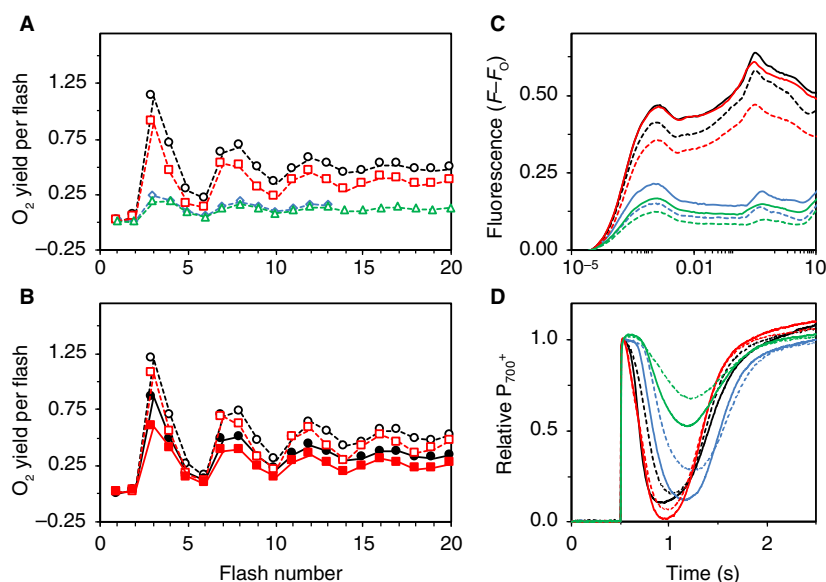 A
O2 yield per flash
1.25
0.75
0.25
−0.25
0 5 10 15 20
B
O2 yield per flash
1.25
0.75
0.25
−0.25
0 5 10 15 20
Flash number
C
Fluorescence (F–FO)
0.50
0.25
0.00
10−5 0.01 10
D
Relative P700+
1.0
0.5
0.0
0 1 2
Time (s)